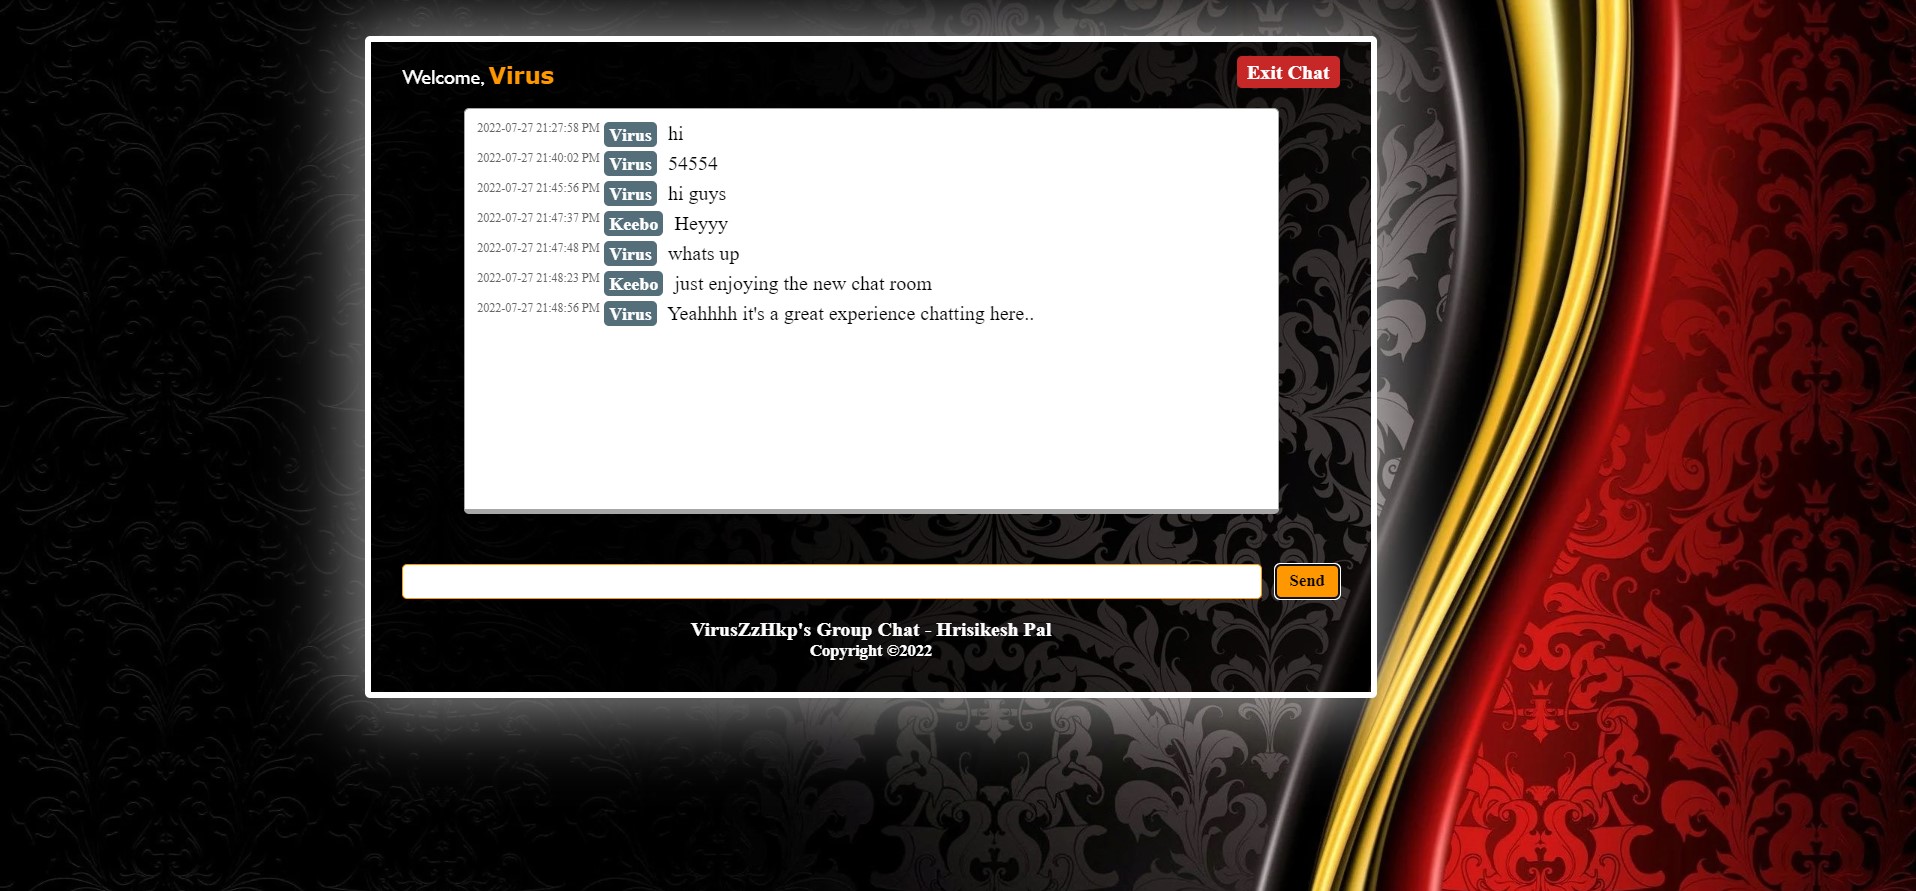 Welcome, Virus
Exit Chat
2022-07-27 21:27:58 PM Virus hi
2022-07-27 21:40:02 PM Virus 54554
2022-07-27 21:45:56 PM Virus hi guys
2022-07-27 21:47:37 PM Keebo Heyyy
2022-07-27 21:47:48 PM Virus whats up
2022-07-27 21:48:23 PM Keebo just enjoying the new chat room
2022-07-27 21:48:56 PM Virus Yeahhhh it's a great experience chatting here..
Send
VirusZzHkp's Group Chat - Hrisikesh Pal
Copyright ©2022